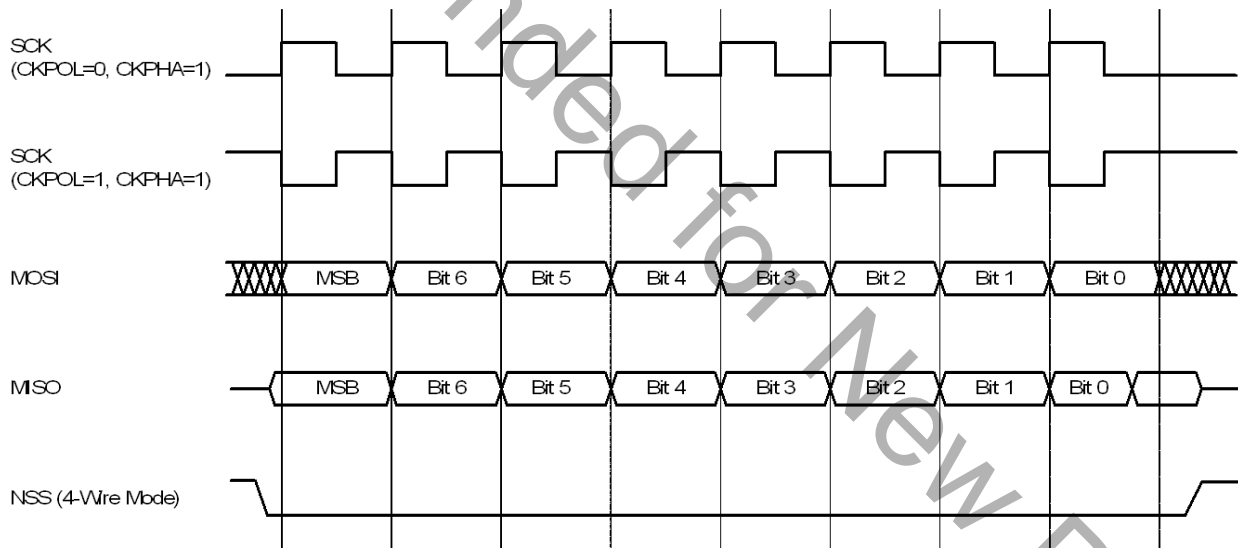 SCK
(CKPOL=0, CKPHA=1)
SCK
(CKPOL=1, CKPHA=1)
MOSI
MSB Bit 6 Bit 5 Bit 4 Bit 3 Bit 2 Bit 1 Bit 0
MISO
MSB Bit 6 Bit 5 Bit 4 Bit 3 Bit 2 Bit 1 Bit 0
NSS (4-Wire Mode)
for New